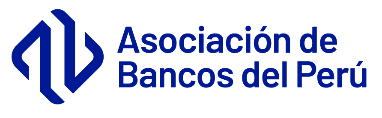 Asociación de
Bancos del Perú